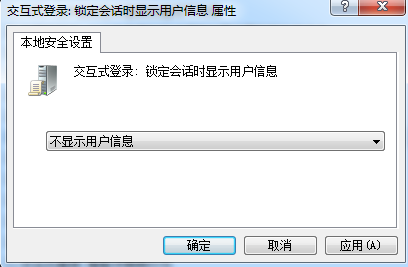 交互式登录: 锁定会话时显示用户信息 属性
本地安全设置
交互式登录: 锁定会话时显示用户信息
不显示用户信息
确定
取消
应用(A)